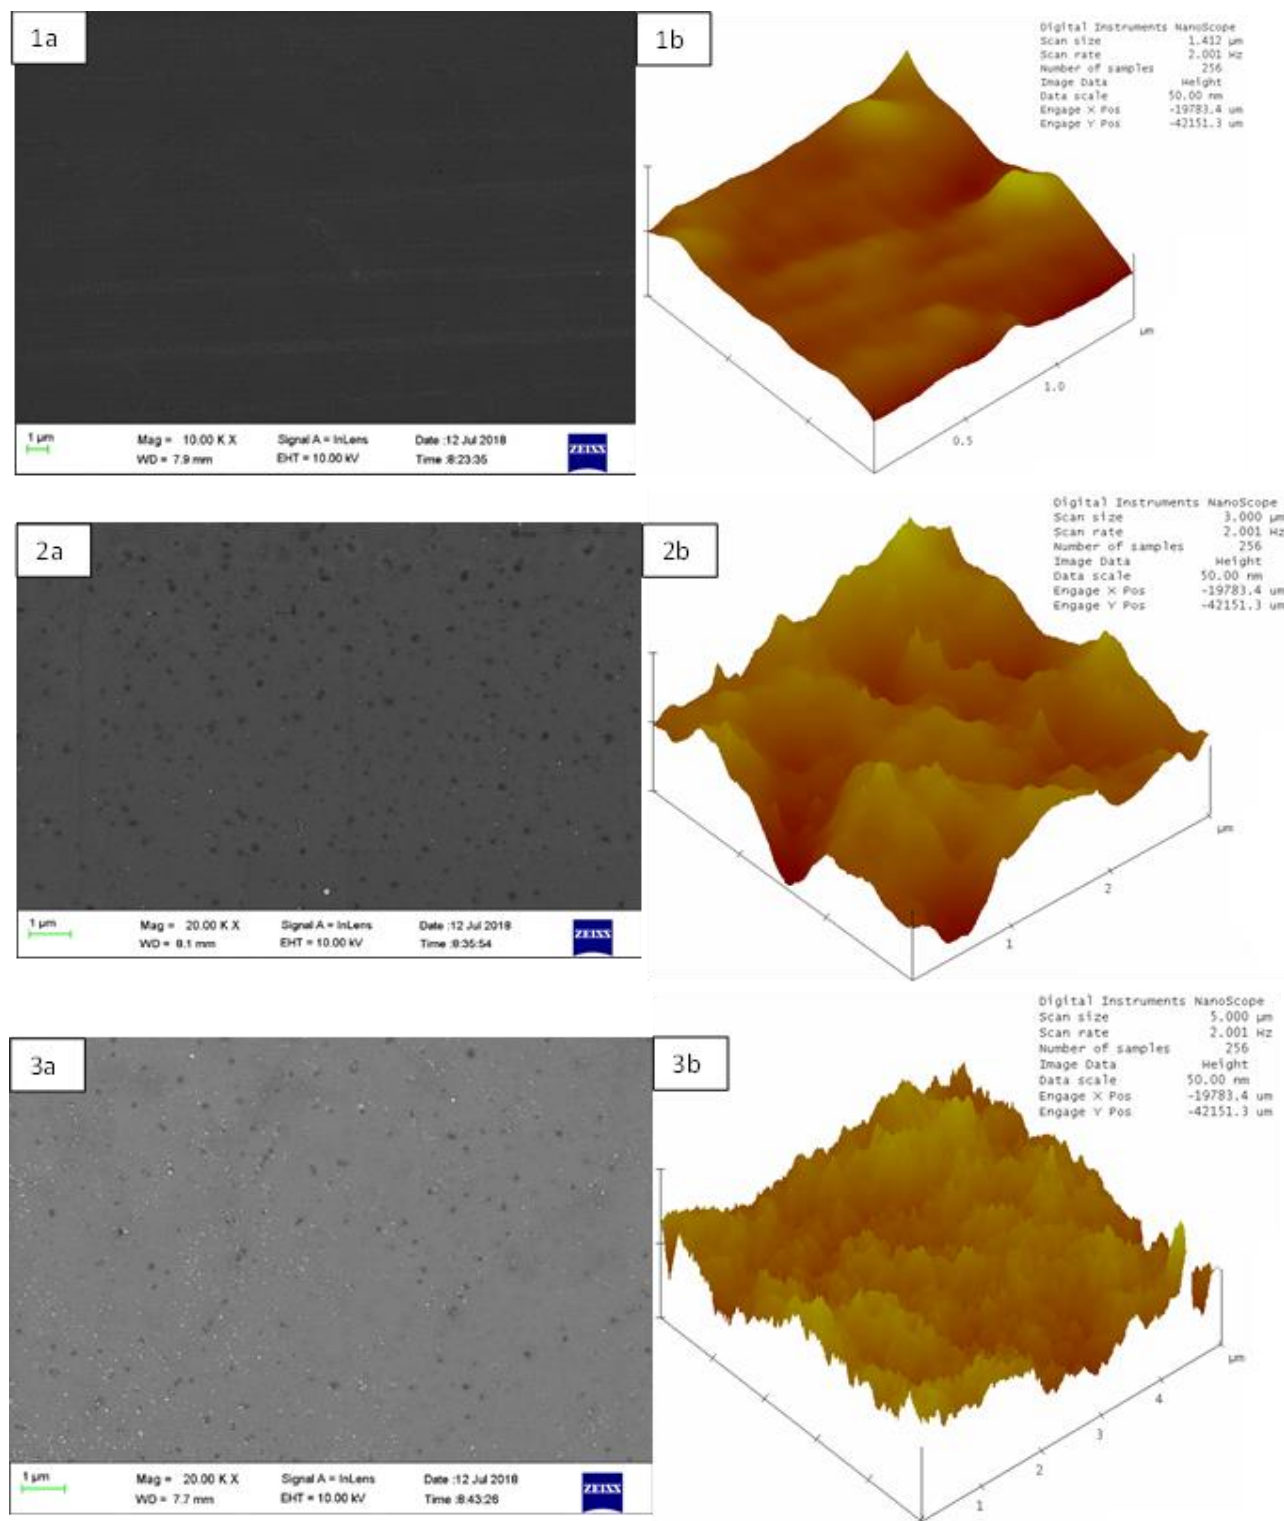 1a
1 µm
Mag = 10.00 K X
Signal A = InLens
Date :12 Jul 2018
WD = 7.9 mm
EHT = 10.00 kV
Time :8:23:35
ZEISS
1b
Digital Instruments NanoScope
Scan size 1.412 µm
Scan rate 2.001 Hz
Number of samples 256
Image Data Height
Data scale 50.00 nm
Engage X Pos -19783.4 um
Engage Y Pos -42151.3 um
µm
1.0
0.5
2a
1 µm
Mag = 20.00 K X
Signal A = InLens
Date :12 Jul 2018
WD = 8.1 mm
EHT = 10.00 kV
Time :8:35:54
ZEISS
2b
Digital Instruments NanoScope
Scan size 3.000 µm
Scan rate 2.001 Hz
Number of samples 256
Image Data Height
Data scale 50.00 nm
Engage X Pos -19783.4 um
Engage Y Pos -42151.3 um
µm
2
1
3a
1 µm
Mag = 20.00 K X
Signal A = InLens
Date :12 Jul 2018
WD = 7.7 mm
EHT = 10.00 kV
Time :8:43:26
ZEISS
3b
Digital Instruments NanoScope
Scan size 5.000 µm
Scan rate 2.001 Hz
Number of samples 256
Image Data Height
Data scale 50.00 nm
Engage X Pos -19783.4 um
Engage Y Pos -42151.3 um
µm
4
3
2
1